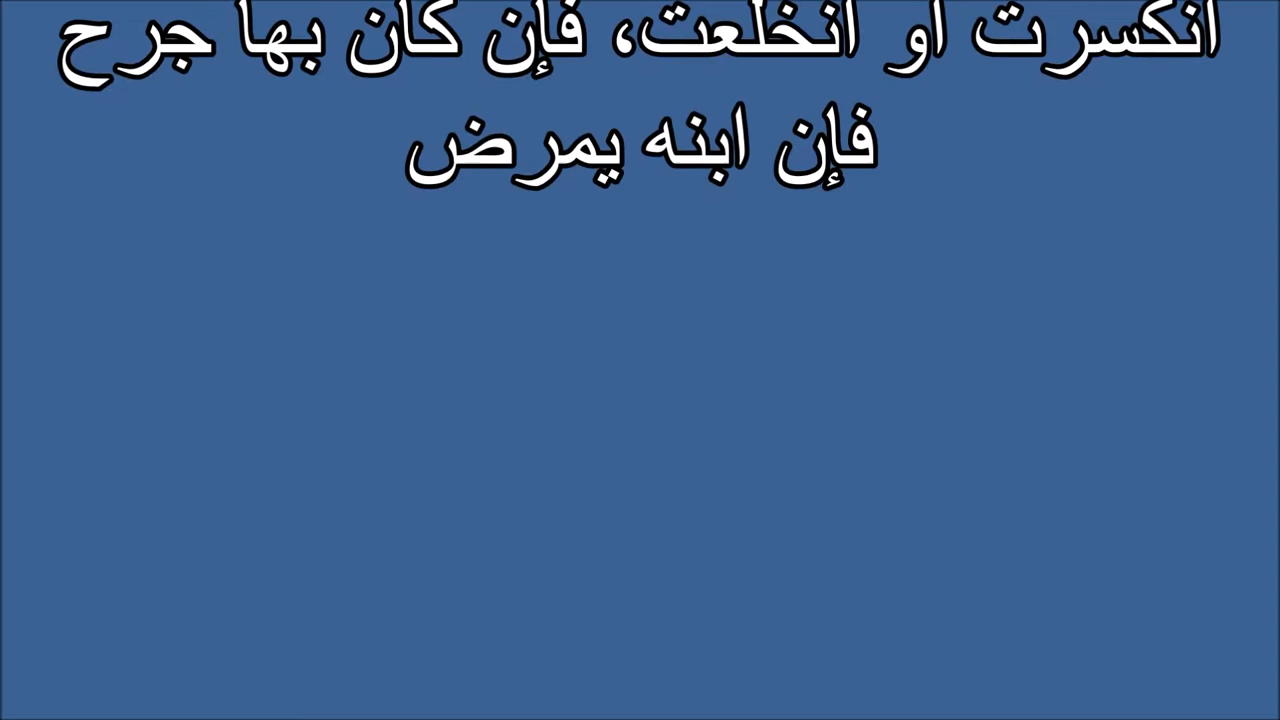 انكسرت أو انخلعت، فإن كان بها جرح
فإن ابنه يمرض